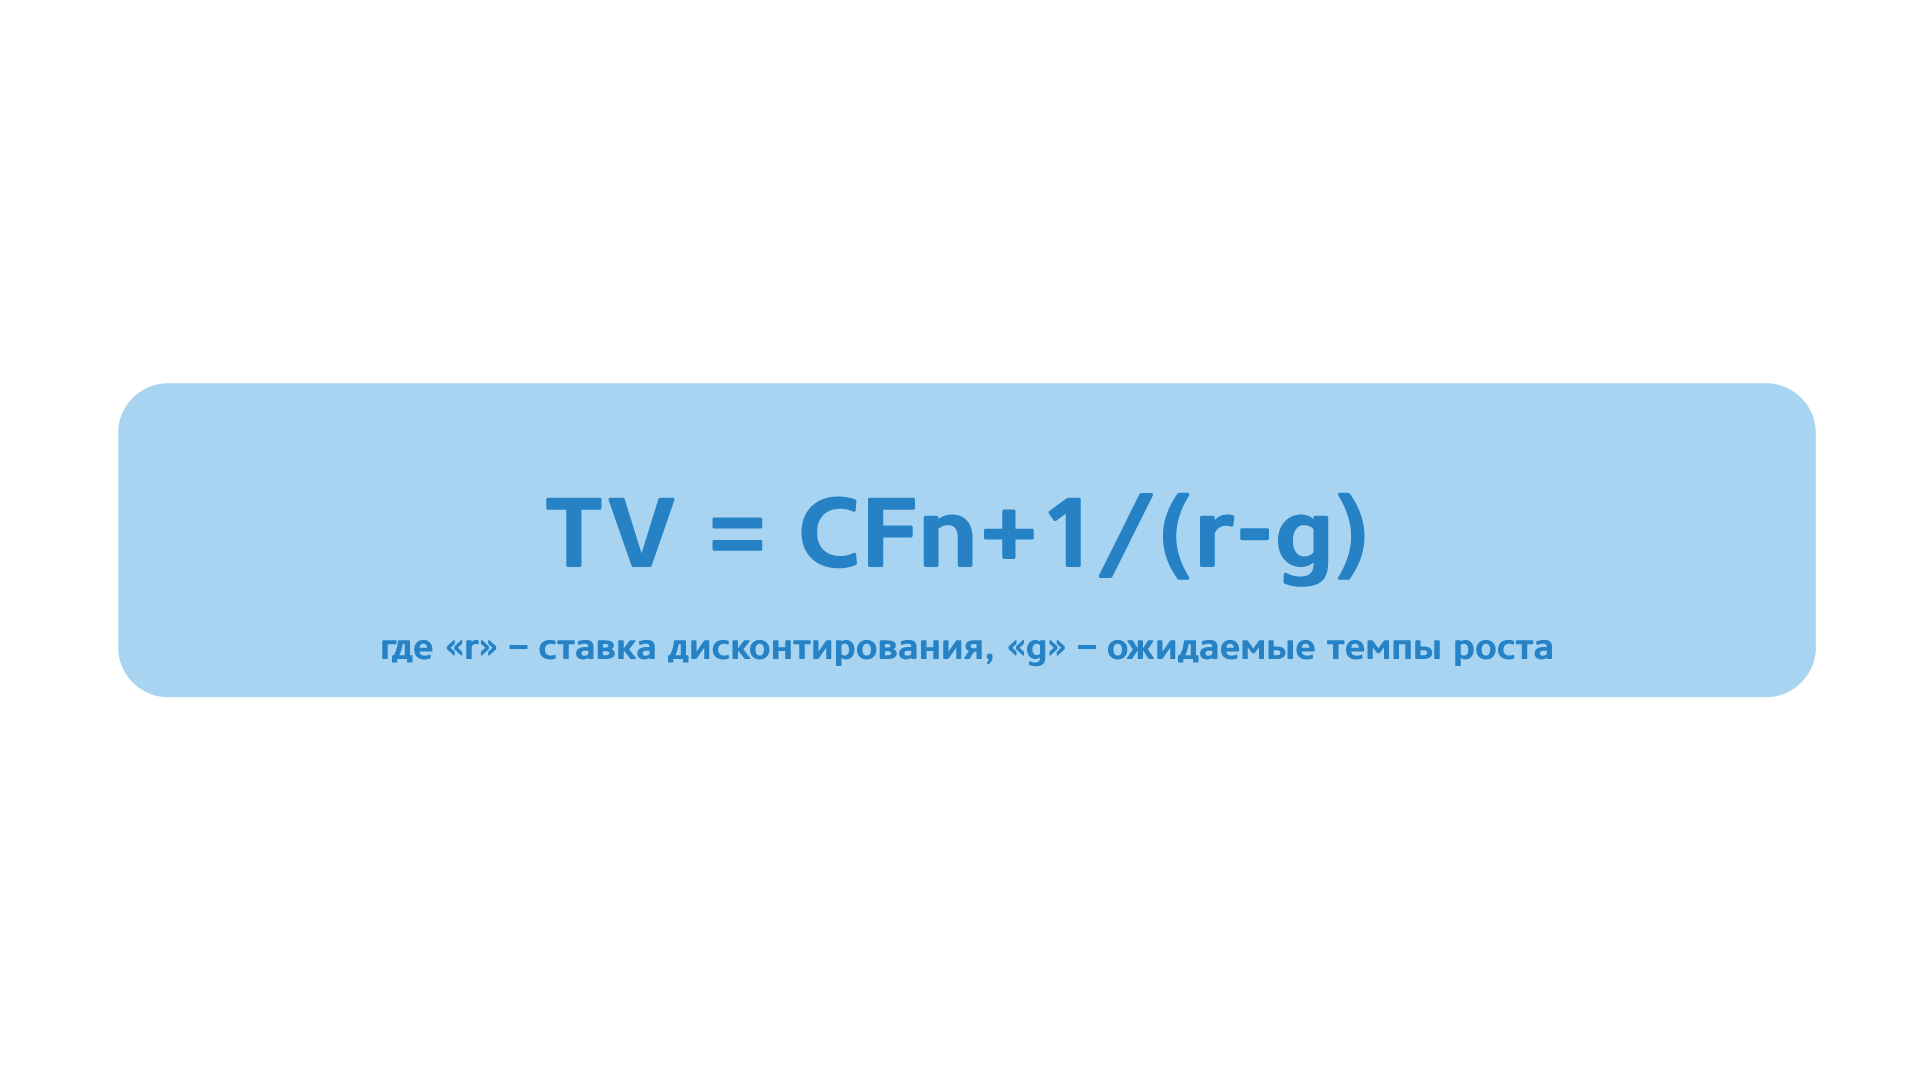 TV = CFn+1/(r-g)
где «r» – ставка дисконтирования, «g» – ожидаемые темпы роста